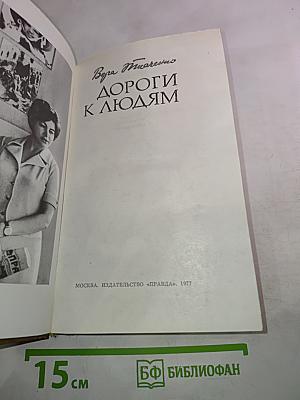 Вера Ткаченко
ДОРОГИ
К ЛЮДЯМ
МОСКВА. ИЗДАТЕЛЬСТВО «ПРАВДА». 1977
15 см
БФ БИБЛИОФАН